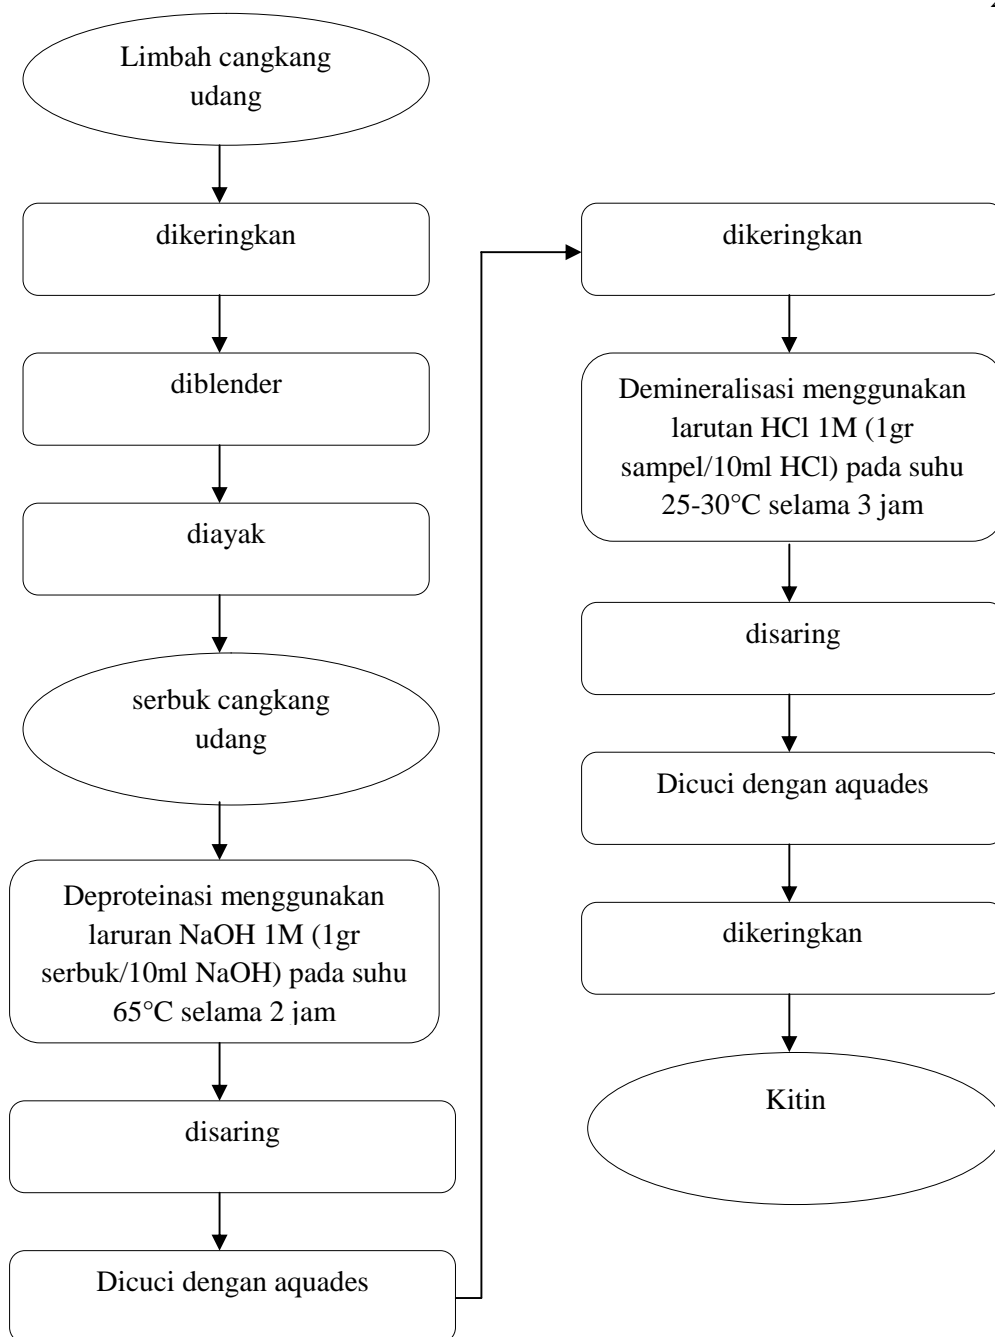 Limbah cangkang
udang
dikeringkan
diblender
diayak
serbuk cangkang
udang
Deproteinasi menggunakan
laruran NaOH 1M (1gr
serbuk/10ml NaOH) pada suhu
65°C selama 2 jam
disaring
Dicuci dengan aquades
dikeringkan
Demineralisasi menggunakan
larutan HCl 1M (1gr
sampel/10ml HCl) pada suhu
25-30°C selama 3 jam
disaring
Dicuci dengan aquades
dikeringkan
Kitin